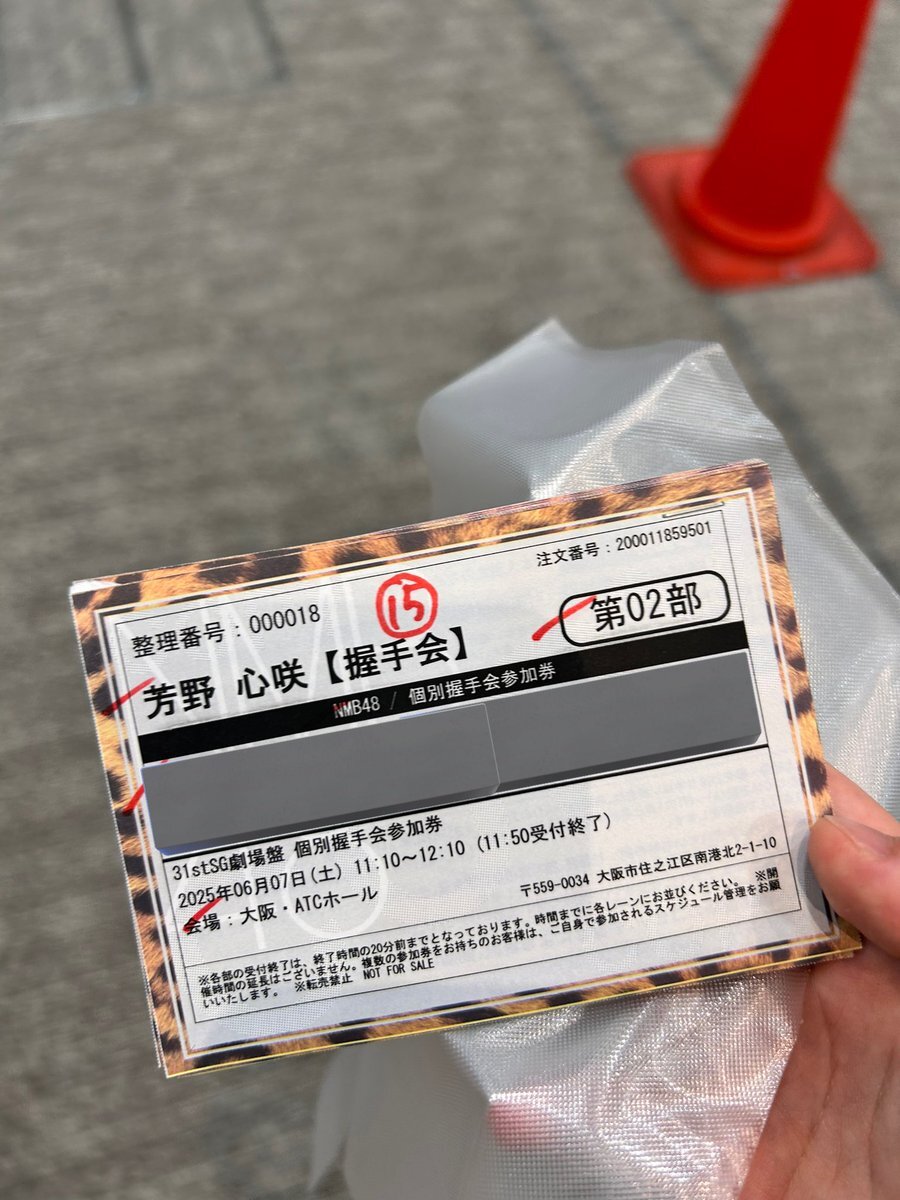 注文番号：200011859501
整理番号：000018
⑮
第02部
芳野 心咲【握手会】
NMB48 / 個別握手会参加券
31stSG劇場盤 個別握手会参加券
2025年06月07日(土) 11:10～12:10 (11:50受付終了)
会場：大阪・ATCホール
〒559-0034 大阪市住之江区南港北2-1-10
※各部の受付終了は、終了時間の20分前までとなっております。時間までに各レーンにお並びください。 ※開
催時間の延長はございません。複数の参加券をお持ちのお客様は、ご自身で参加されるスケジュール管理をお願
いいたします。 ※転売禁止 NOT FOR SALE